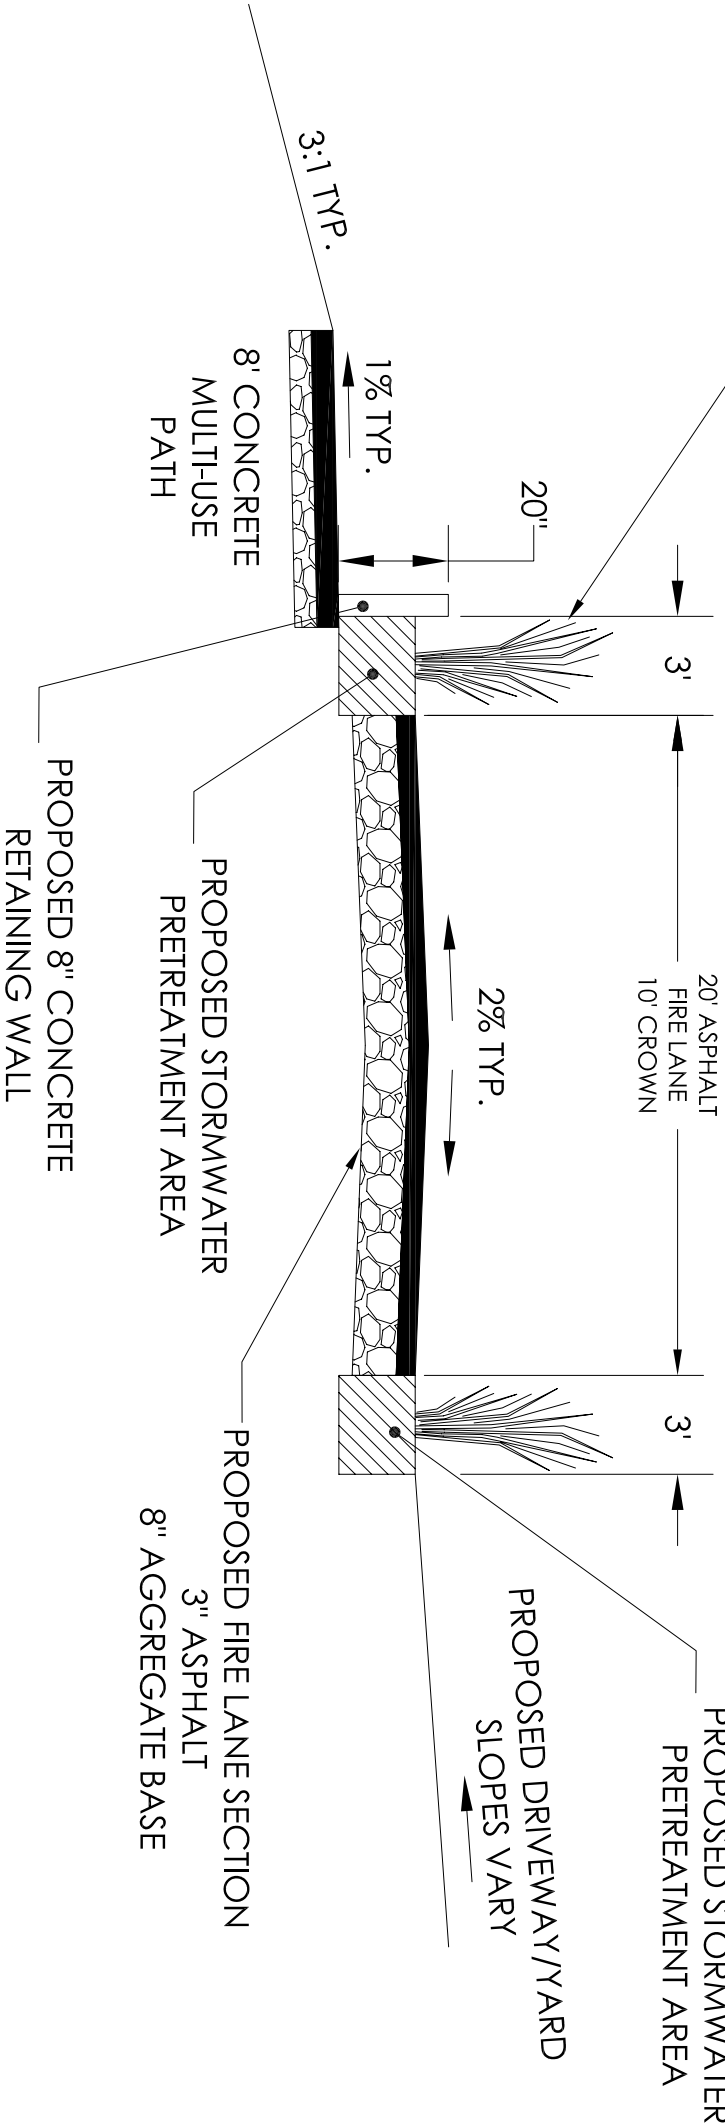 3:1 TYP.
1% TYP.
8' CONCRETE
MULTI-USE
PATH
20"
3'
20' ASPHALT
FIRE LANE
10' CROWN
3'
2% TYP.
PROPOSED 8" CONCRETE
RETAINING WALL
PROPOSED STORMWATER
PRETREATMENT AREA
PROPOSED FIRE LANE SECTION
3" ASPHALT
8" AGGREGATE BASE
PROPOSED DRIVEWAY/YARD
SLOPES VARY
PROPOSED STORMWATER
PRETREATMENT AREA